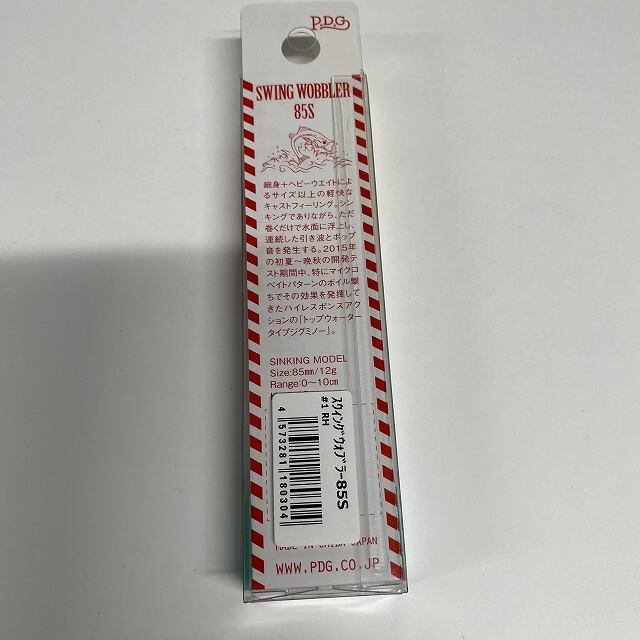 P.D.G
SWING WOBBLER
85S
細身+ヘビーウエイトによ
るサイズ以上の軽快な
キャストフィーリング。シン
キングでありながら、ただ
巻くだけで水面に浮上し、
連続した引き波とポップ
音を発生する。2015年
の初夏〜晩秋の開発テ
スト期間中、特にマイクロ
ベイトパターンのボイル撃
ちでその効果を発揮して
きたハイレスポンスアク
ションの「トップウォーター
タイプジグミノー」。
SINKING MODEL
Size:85mm/12g
Range:0〜10cm
ｽｳｨﾝｸﾞｳｫﾌﾞﾗｰ85S
#1 RH
4 573281 180304
MADE IN CHIBA JAPAN
WWW.PDG.CO.JP